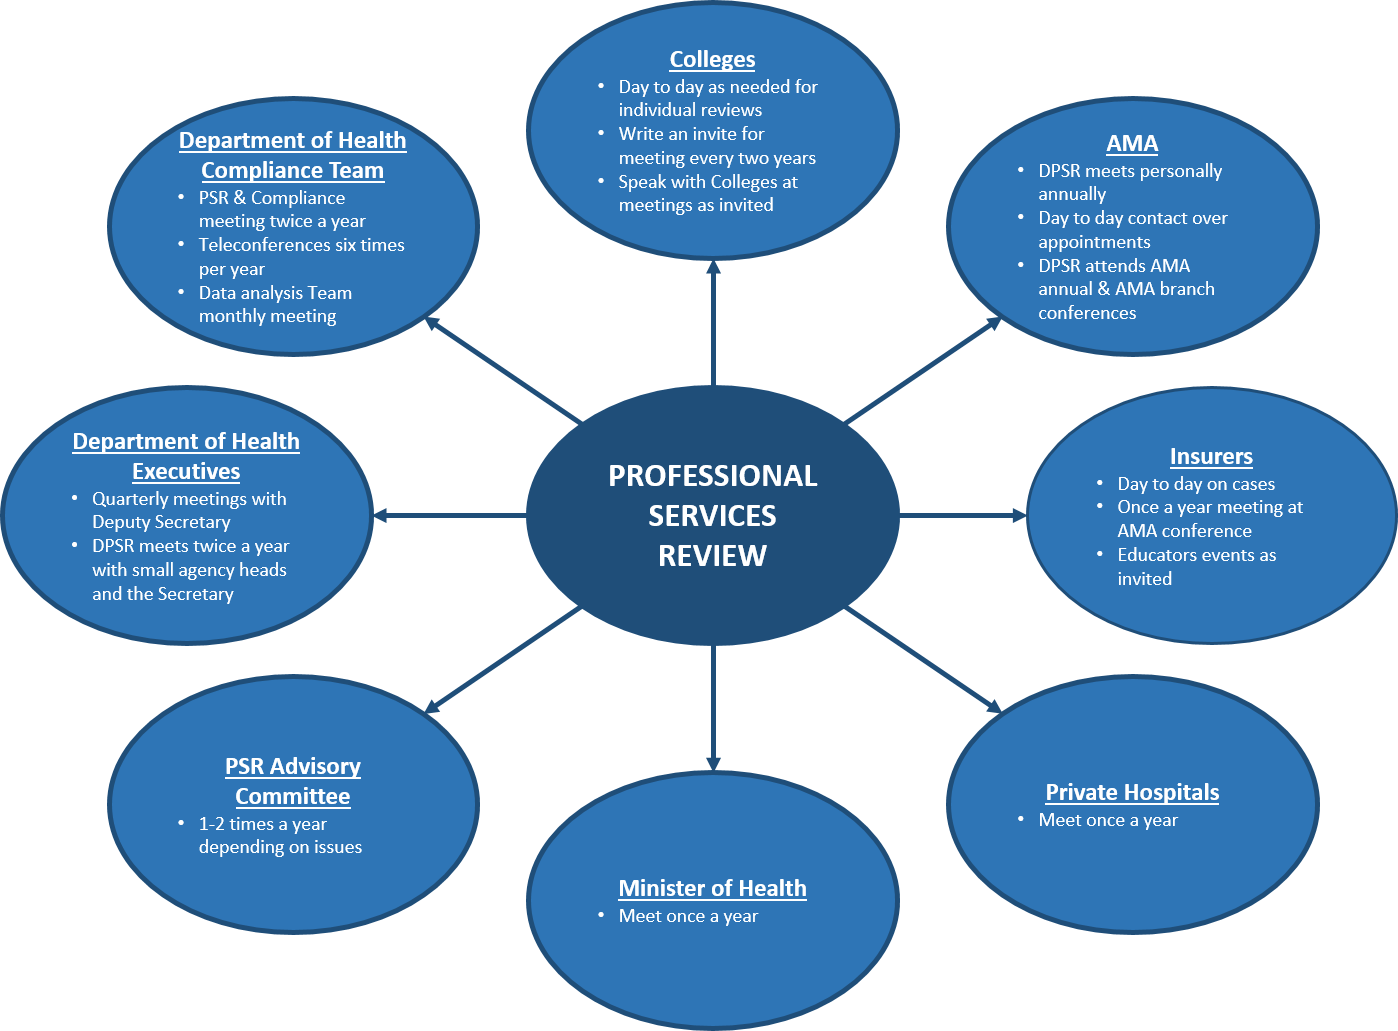 Colleges
• Day to day as needed for
individual reviews
• Write an invite for
meeting every two years
• Speak with Colleges at
meetings as invited
Department of Health
Compliance Team
• PSR & Compliance
meeting twice a year
• Teleconferences six times
per year
• Data analysis Team
monthly meeting
AMA
• DPSR meets personally
annually
• Day to day contact over
appointments
• DPSR attends AMA
annual & AMA branch
conferences
Department of Health
Executives
• Quarterly meetings with
Deputy Secretary
• DPSR meets twice a year
with small agency heads
and the Secretary
PROFESSIONAL
SERVICES
REVIEW
Insurers
• Day to day on cases
• Once a year meeting at
AMA conference
• Educators events as
invited
PSR Advisory
Committee
• 1-2 times a year
depending on issues
Minister of Health
• Meet once a year
Private Hospitals
• Meet once a year